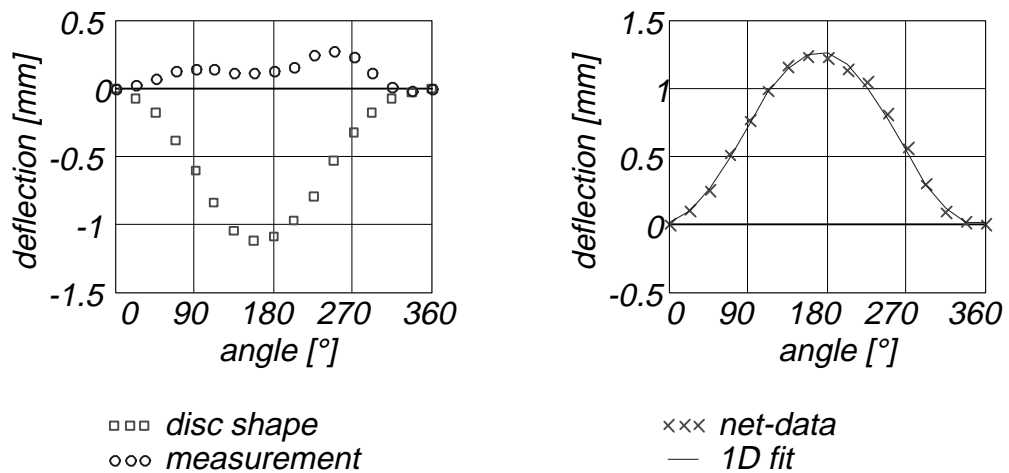 0.5
0
-0.5
-1
-1.5
deflection [mm]
0 90 180 270 360
angle [°]
disc shape
measurement
1.5
1
0.5
0
-0.5
deflection [mm]
0 90 180 270 360
angle [°]
net-data
1D fit